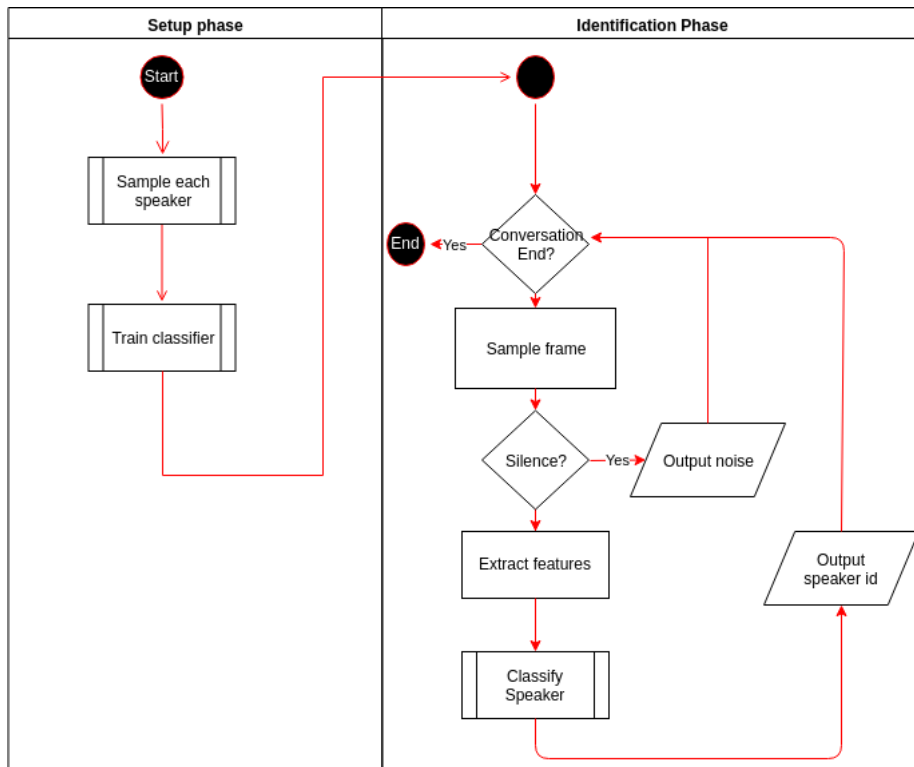 Setup phase
Identification Phase
Start
Sample each
speaker
Train classifier
Conversation
End?
Yes
End
Sample frame
Silence?
Yes
Output noise
Extract features
Output
speaker id
Classify
Speaker